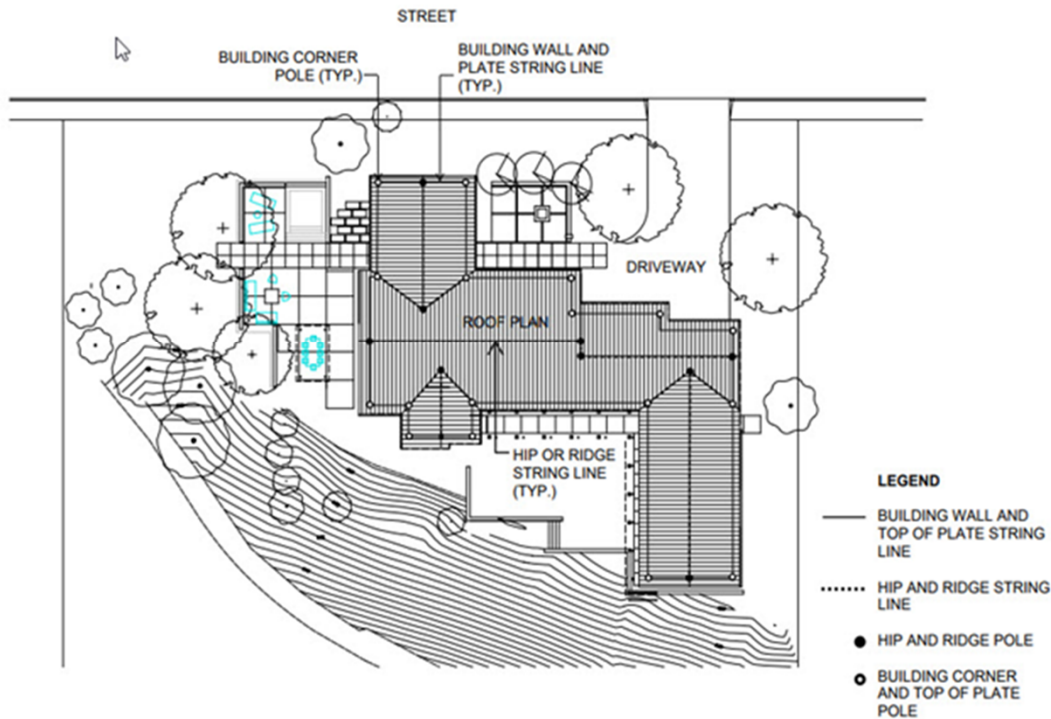 STREET
BUILDING CORNER
POLE (TYP.)
BUILDING WALL AND
PLATE STRING LINE
(TYP.)
DRIVEWAY
ROOF PLAN
HIP OR RIDGE
STRING LINE
(TYP.)
LEGEND
BUILDING WALL AND
TOP OF PLATE STRING
LINE
HIP AND RIDGE STRING
LINE
HIP AND RIDGE POLE
BUILDING CORNER
AND TOP OF PLATE
POLE